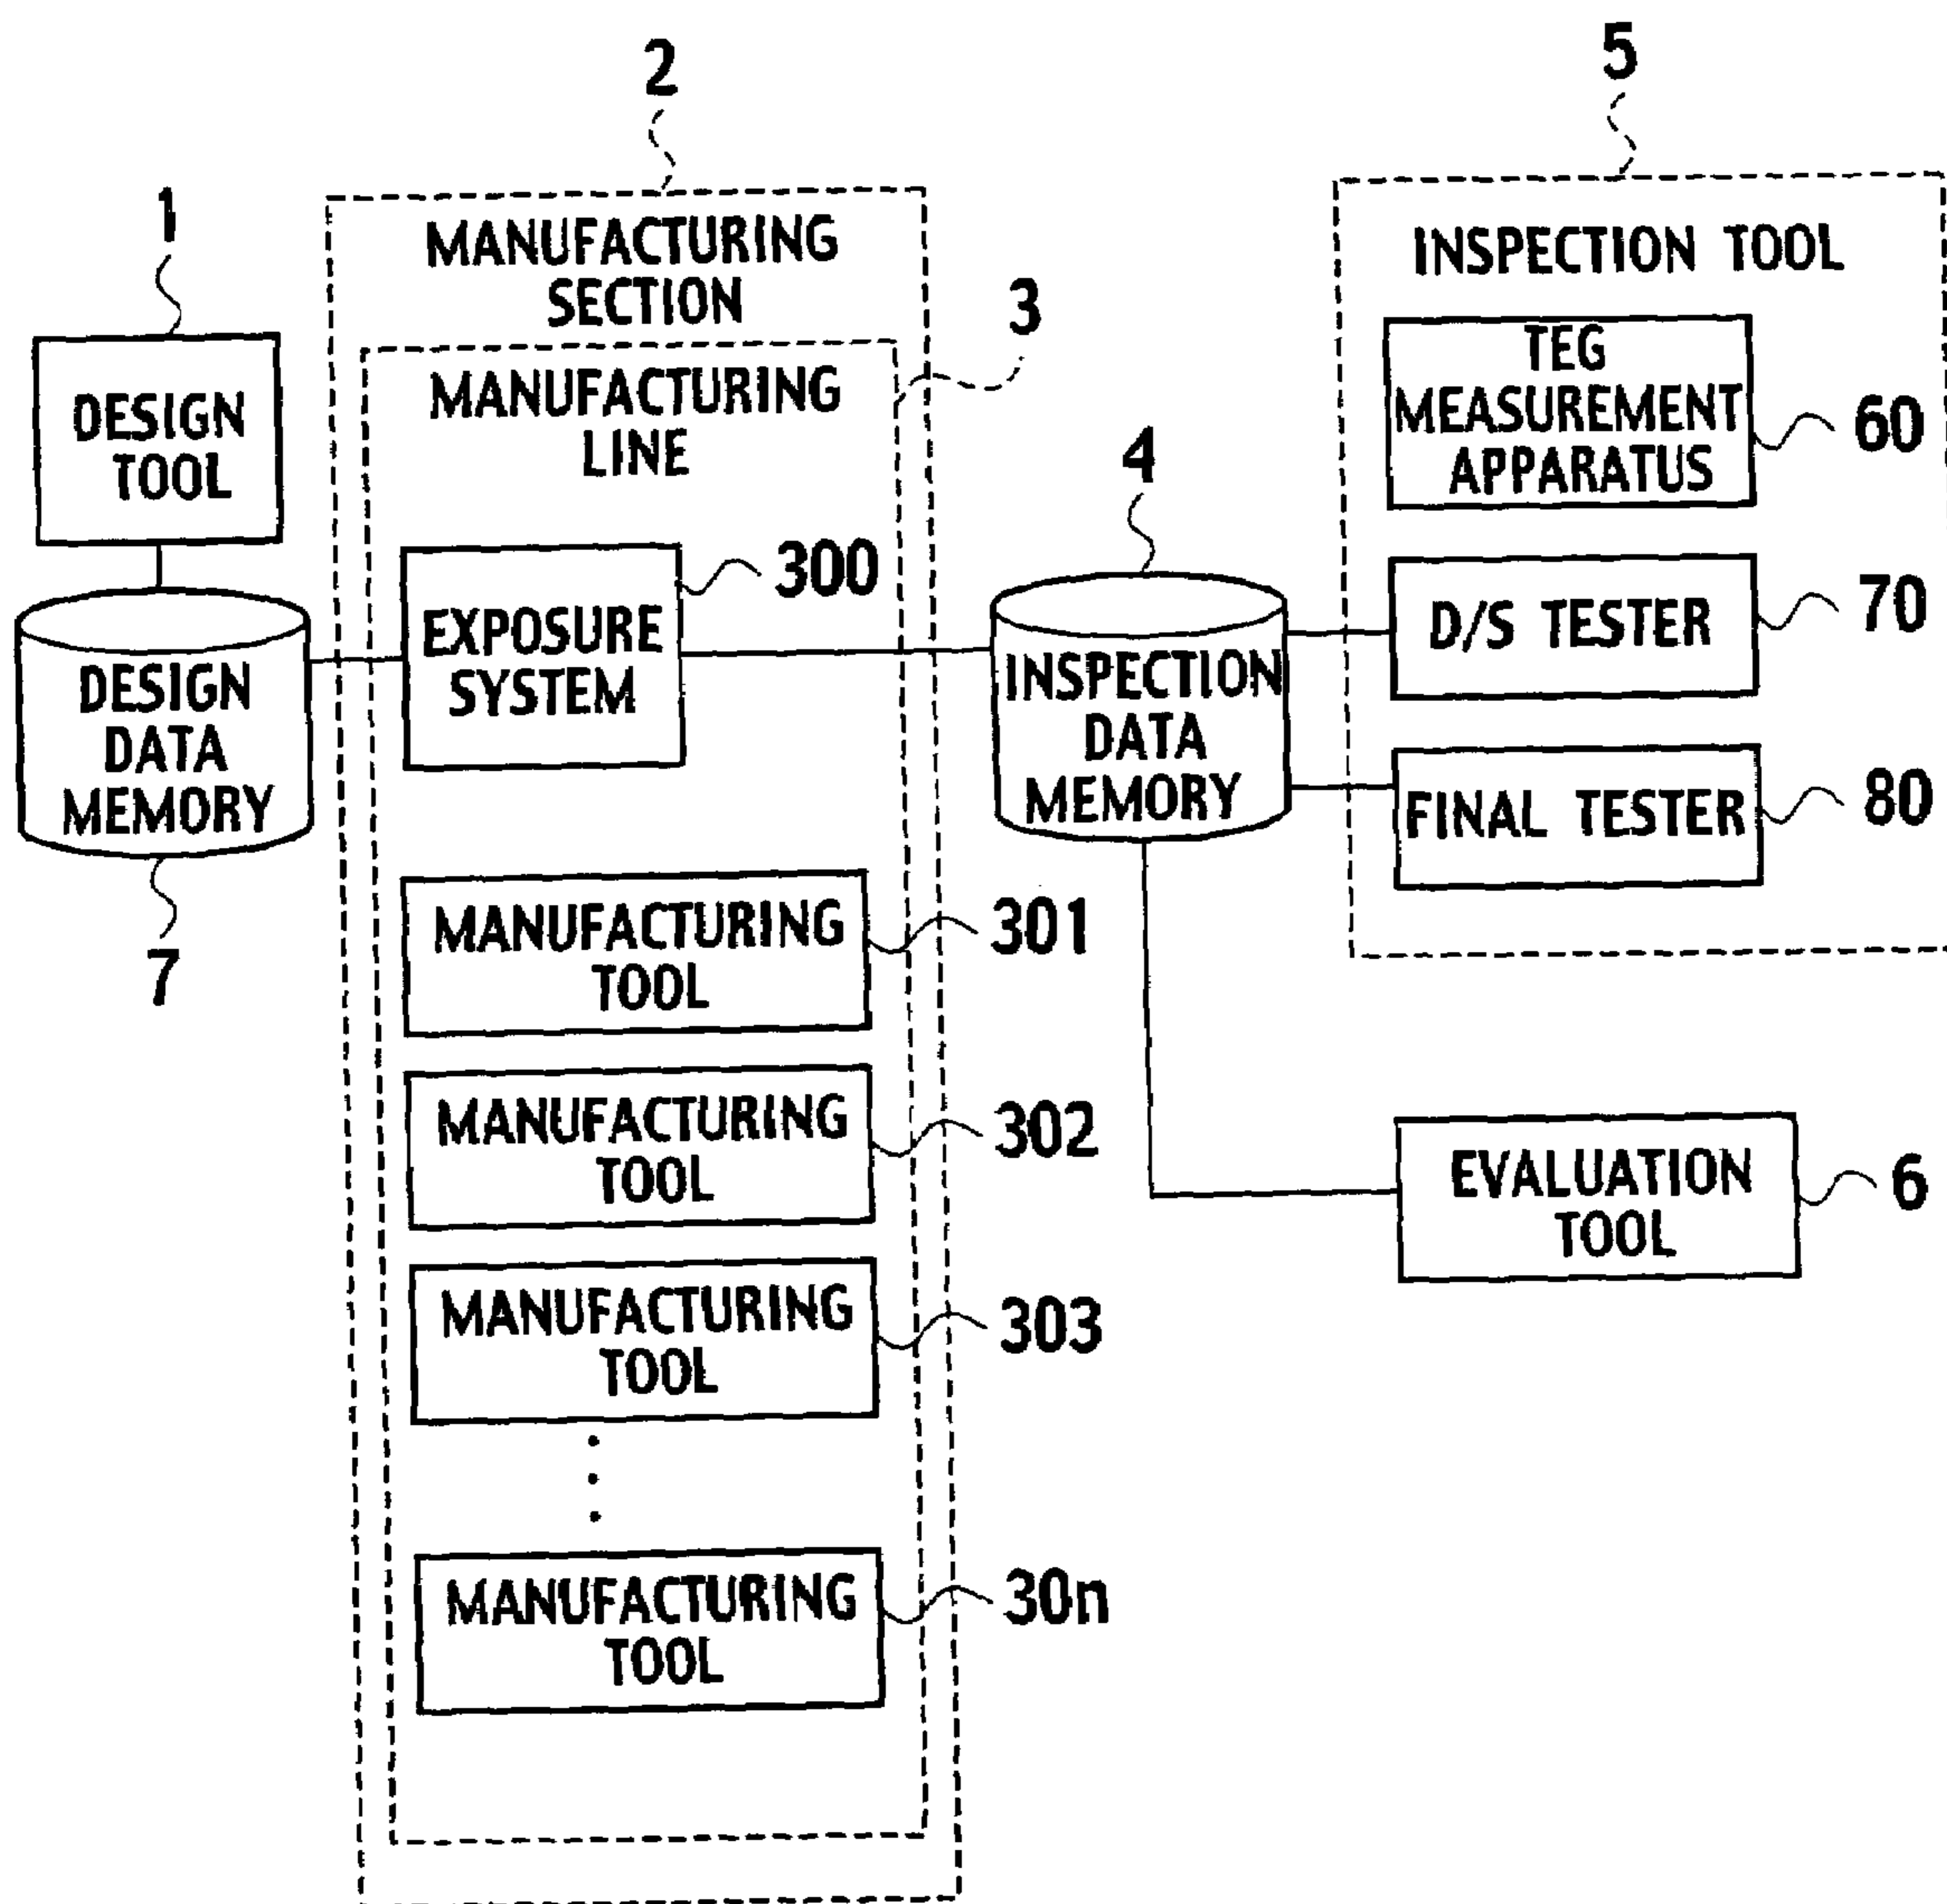 2
5
1
MANUFACTURING
SECTION
INSPECTION TOOL
3
MANUFACTURING
LINE
DESIGN
TOOL
TEG
MEASUREMENT
APPARATUS
60
4
300
EXPOSURE
SYSTEM
D/S TESTER
70
DESIGN
DATA
MEMORY
INSPECTION
DATA
MEMORY
FINAL TESTER
80
7
MANUFACTURING
TOOL
301
MANUFACTURING
TOOL
302
EVALUATION
TOOL
6
MANUFACTURING
TOOL
303
MANUFACTURING
TOOL
30n